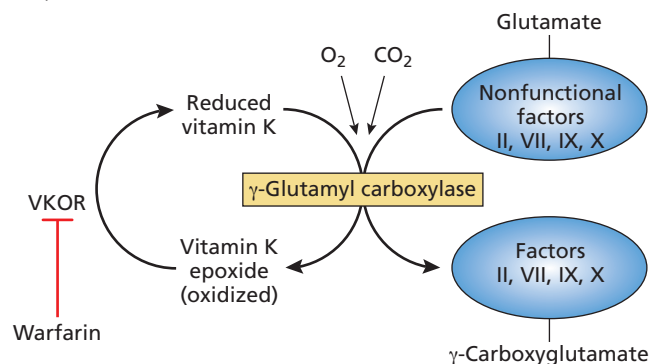 Glutamate
O₂
CO₂
Reduced
vitamin K
Nonfunctional
factors
II, VII, IX, X
γ-Glutamyl carboxylase
VKOR
Vitamin K
epoxide
(oxidized)
Factors
II, VII, IX, X
Warfarin
γ-Carboxyglutamate